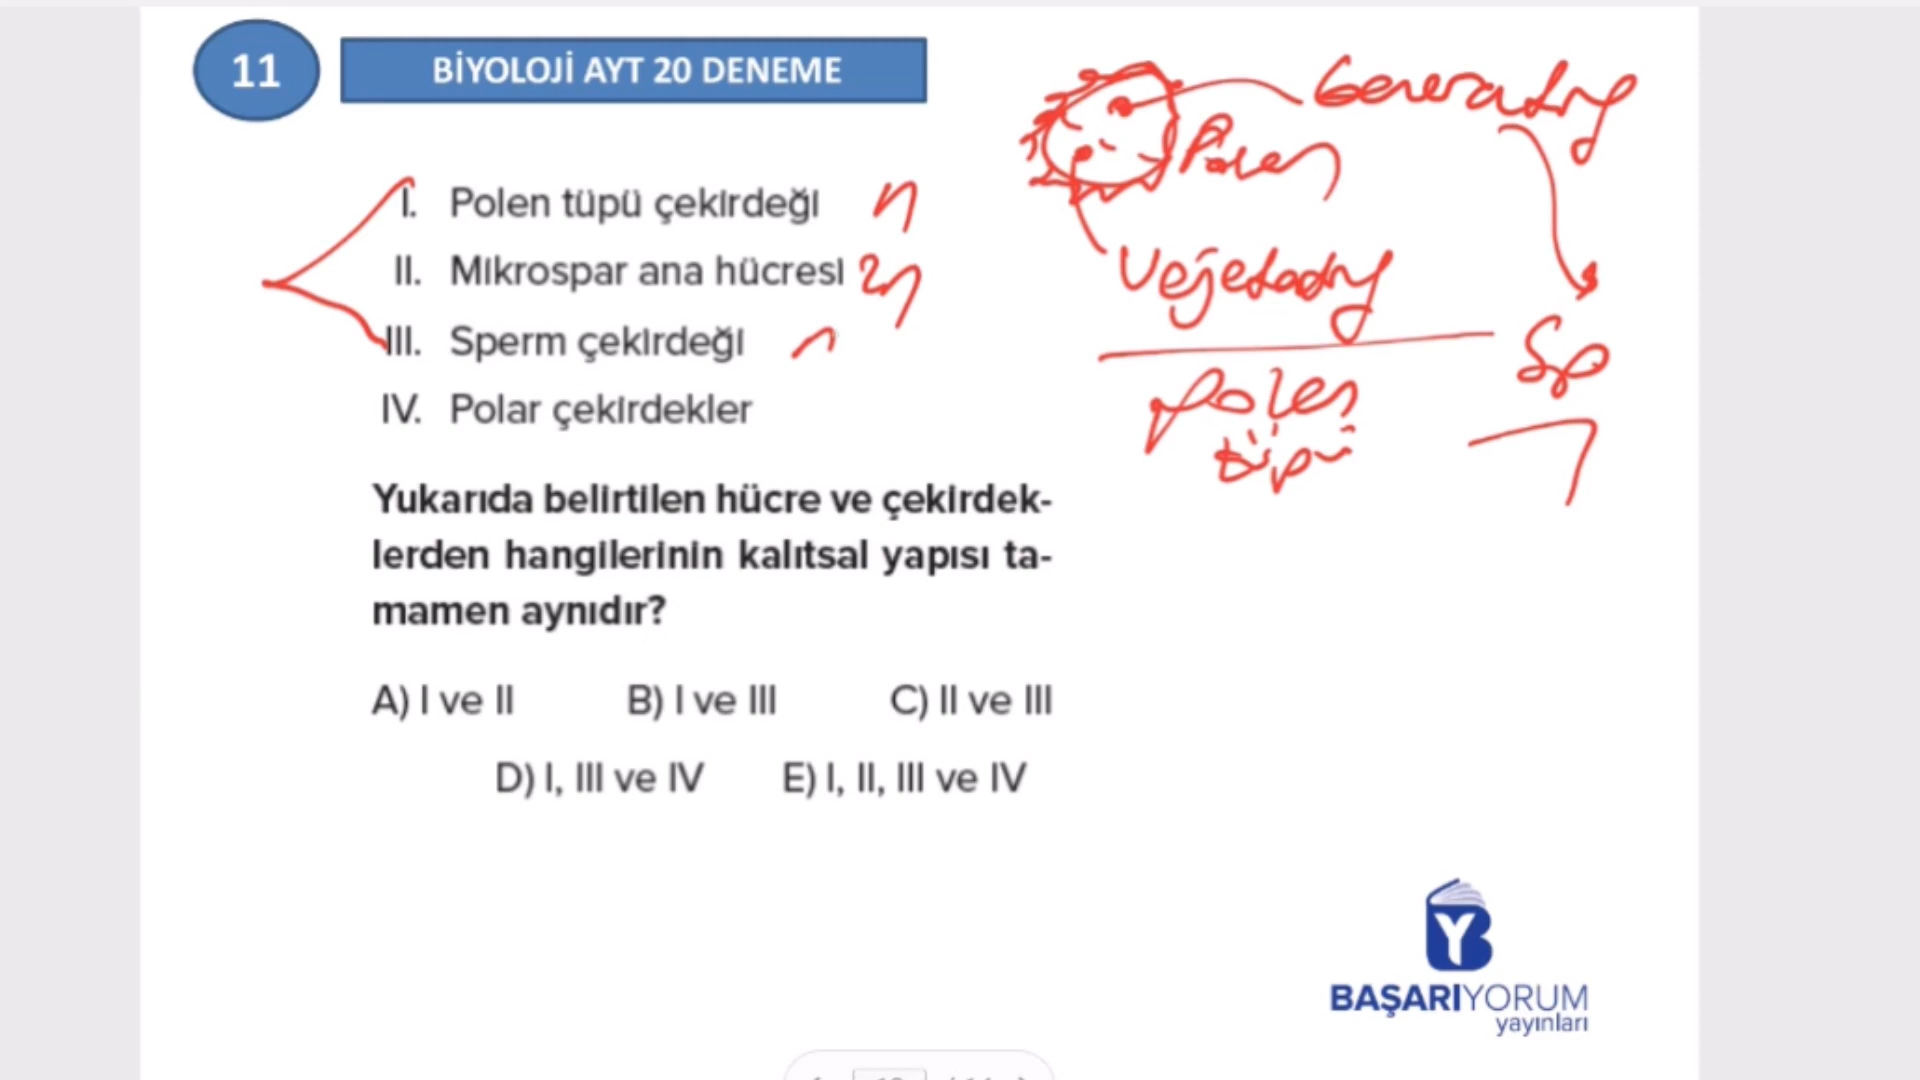 11
BİYOLOJİ AYT 20 DENEME
I. Polen tüpü çekirdeği n
II. Mikrospar ana hücresi 2n
III. Sperm çekirdeği n
IV. Polar çekirdekler
Yukarıda belirtilen hücre ve çekirdek-
lerden hangilerinin kalıtsal yapısı ta-
mamen aynıdır?
A) I ve II B) I ve III C) II ve III
D) I, III ve IV E) I, II, III ve IV
Generatif
Polen
Vejetatif
Sp
polen
tüpü
BAŞARIYORUM
yayınları